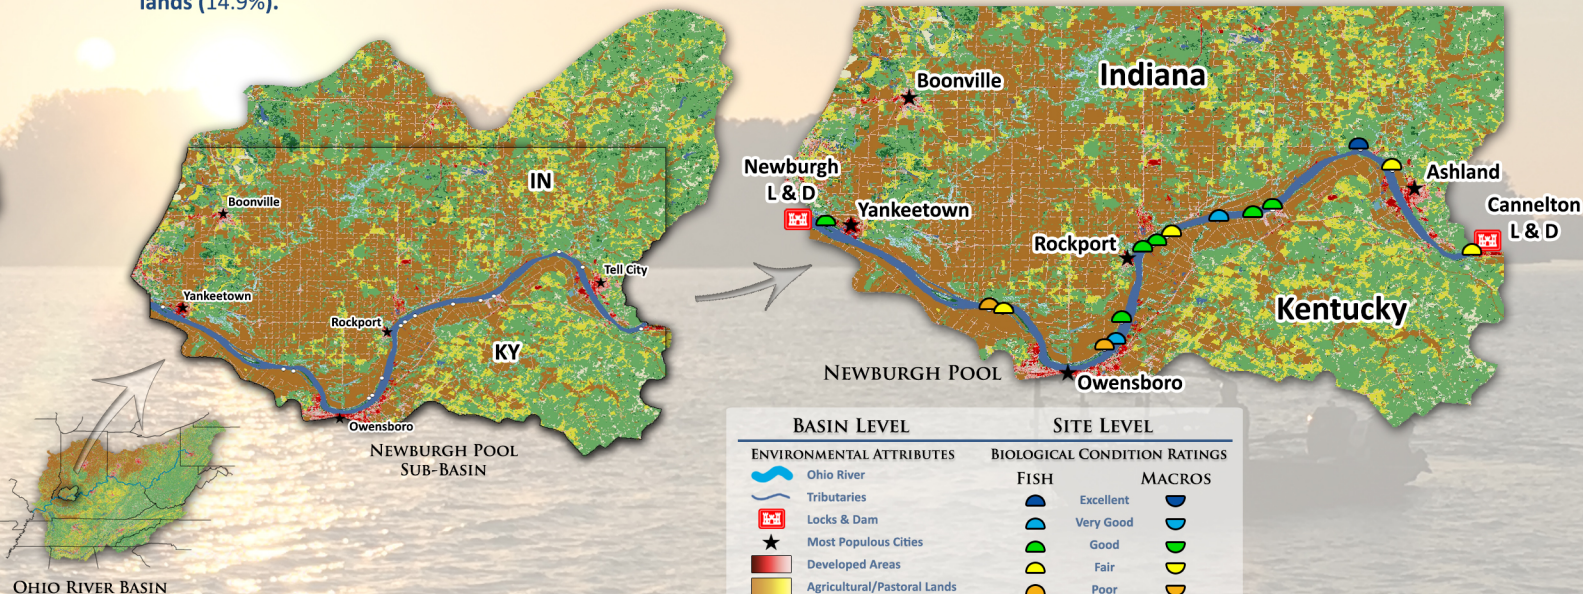 lands (14.9%).
IN
Boonville
Tell City
Yankeetown
Rockport
KY
Owensboro
Newburgh Pool
Sub-Basin
Ohio River Basin
Indiana
Boonville
Newburgh
L & D
Yankeetown
Ashland
Cannelton
L & D
Rockport
Kentucky
Newburgh Pool
Owensboro
Basin Level
Environmental Attributes
Ohio River
Tributaries
Locks & Dam
Most Populous Cities
Developed Areas
Agricultural/Pastoral Lands
Site Level
Biological Condition Ratings
Fish
Macros
Excellent
Very Good
Good
Fair
Poor